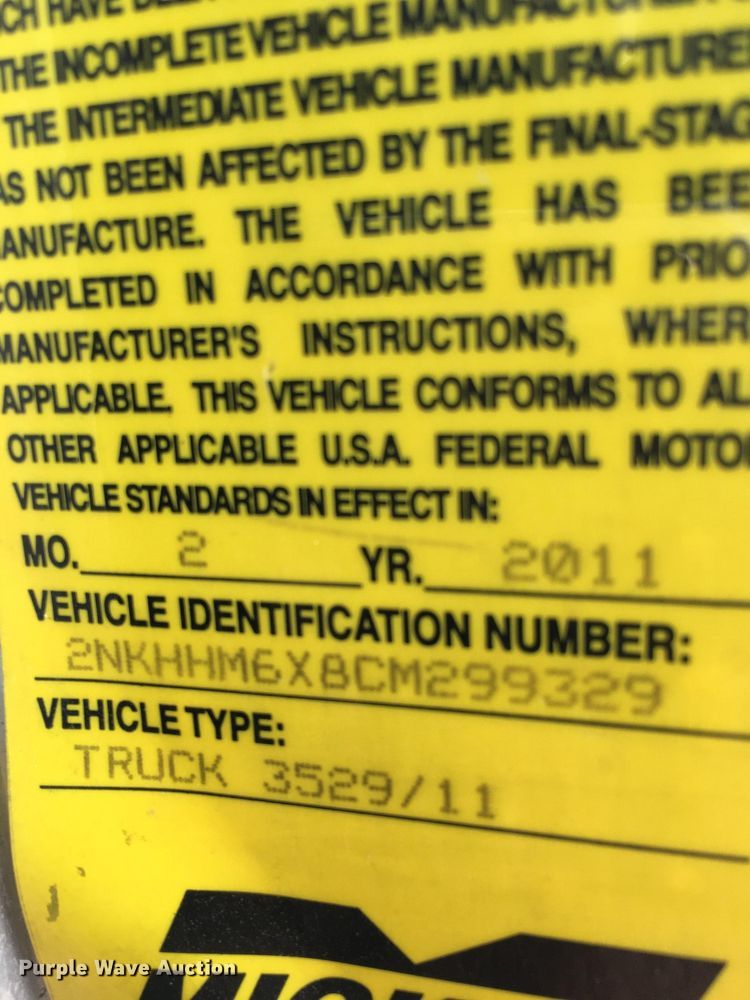 THE INCOMPLETE VEHICLE MANUFACTURER
THE INTERMEDIATE VEHICLE MANUFACTURE
AS NOT BEEN AFFECTED BY THE FINAL-STAG
ANUFACTURE. THE VEHICLE HAS BEE
COMPLETED IN ACCORDANCE WITH PRIO
MANUFACTURER'S INSTRUCTIONS, WHER
APPLICABLE. THIS VEHICLE CONFORMS TO AL
OTHER APPLICABLE U.S.A. FEDERAL MOTO
VEHICLE STANDARDS IN EFFECT IN:
MO. 2 YR. 2011
VEHICLE IDENTIFICATION NUMBER:
2NKHHM6X8CM299329
VEHICLE TYPE:
TRUCK 3529/11
Purple Wave Auction